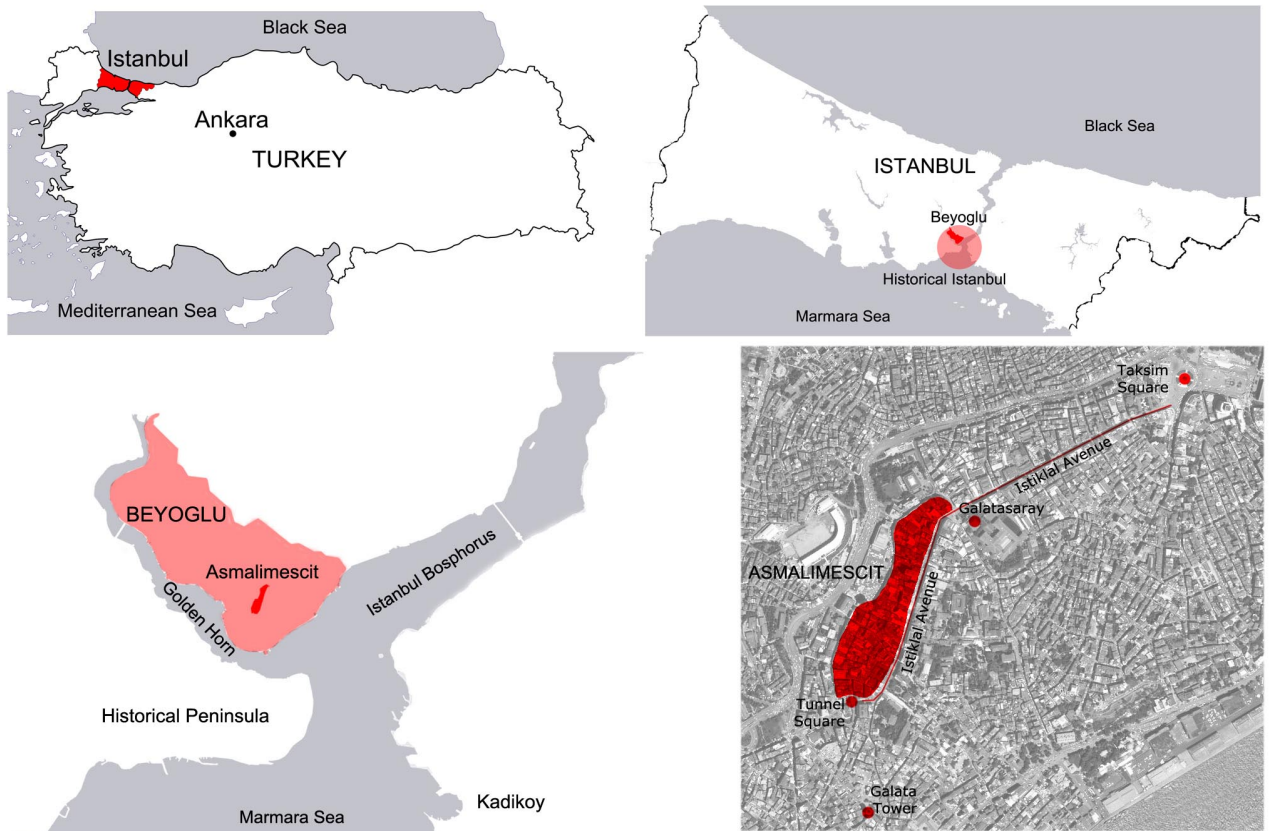 Black Sea
Istanbul
Ankara
TURKEY
Mediterranean Sea
Black Sea
ISTANBUL
Beyoglu
Historical Istanbul
Marmara Sea
BEYOGLU
Asmalimescit
Golden Horn
Istanbul Bosphorus
Historical Peninsula
Kadikoy
Marmara Sea
Taksim
Square
Istiklal Avenue
Galatasaray
ASMALIMESCIT
Istiklal Avenue
Tunnel
Square
Galata
Tower